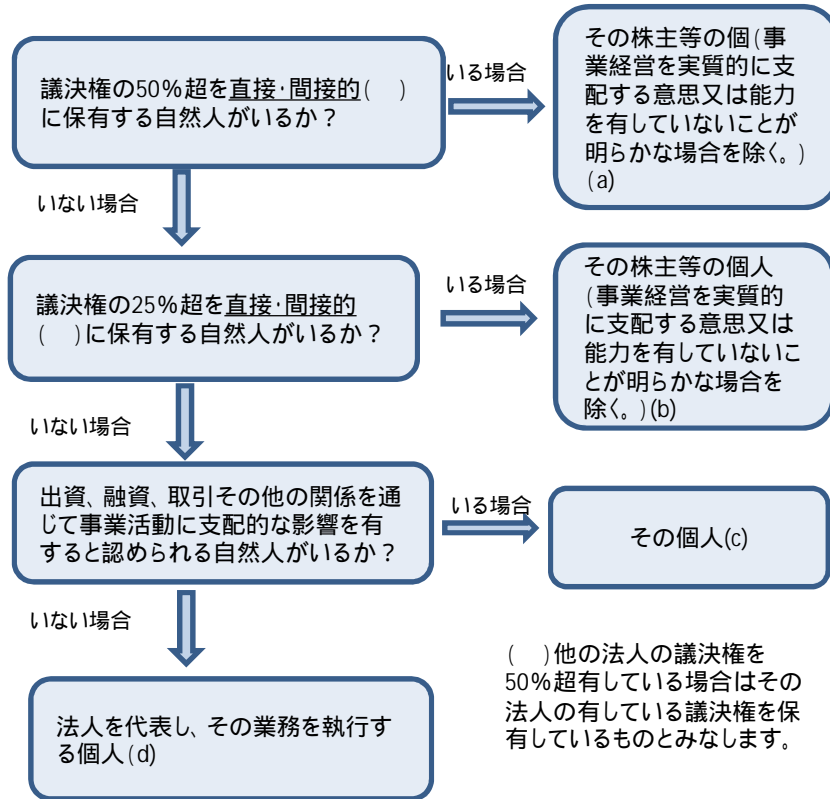 議決権の50%超を直接・間接的(　)
に保有する自然人がいるか？
いる場合
その株主等の個(事
業経営を実質的に支
配する意思又は能力
を有していないことが
明らかな場合を除く。)
(a)
いない場合
議決権の25%超を直接・間接的
(　)に保有する自然人がいるか？
いる場合
その株主等の個人
(事業経営を実質的
に支配する意思又は
能力を有していないこ
とが明らかな場合を
除く。)(b)
いない場合
出資、融資、取引その他の関係を通
じて事業活動に支配的な影響を有
すると認められる自然人がいるか？
いる場合
その個人(c)
いない場合
法人を代表し、その業務を執行す
る個人(d)
(　)他の法人の議決権を
50%超有している場合はその
法人の有している議決権を保
有しているものとみなします。